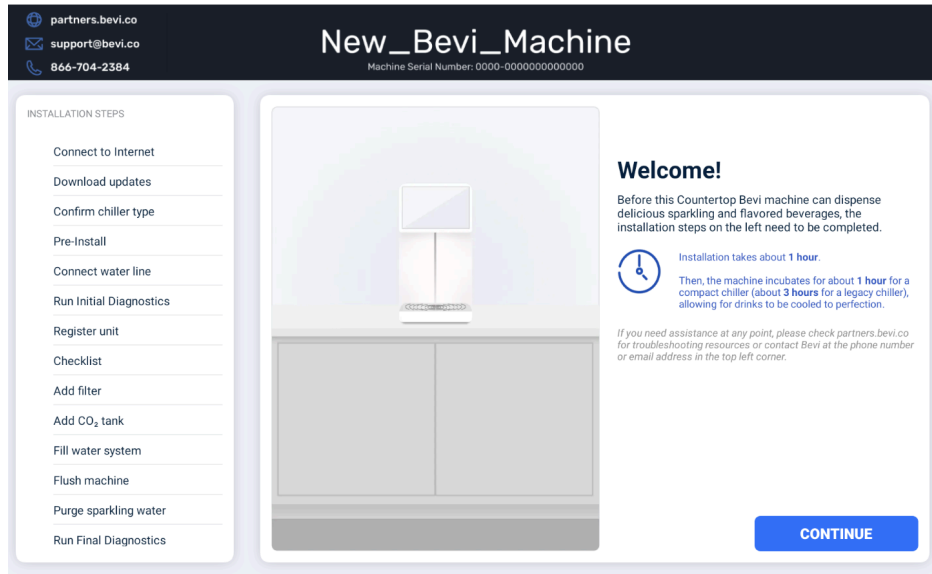 partners.bevi.co
support@bevi.co
866-704-2384
New_Bevi_Machine
Machine Serial Number: 0000-0000000000000
INSTALLATION STEPS
Connect to Internet
Download updates
Confirm chiller type
Pre-Install
Connect water line
Run Initial Diagnostics
Register unit
Checklist
Add filter
Add CO₂ tank
Fill water system
Flush machine
Purge sparkling water
Run Final Diagnostics
Welcome!
Before this Countertop Bevi machine can dispense
delicious sparkling and flavored beverages, the
installation steps on the left need to be completed.
Installation takes about 1 hour.
Then, the machine incubates for about 1 hour for a
compact chiller (about 3 hours for a legacy chiller),
allowing for drinks to be cooled to perfection.
If you need assistance at any point, please check partners.bevi.co
for troubleshooting resources or contact Bevi at the phone number
or email address in the top left corner.
CONTINUE